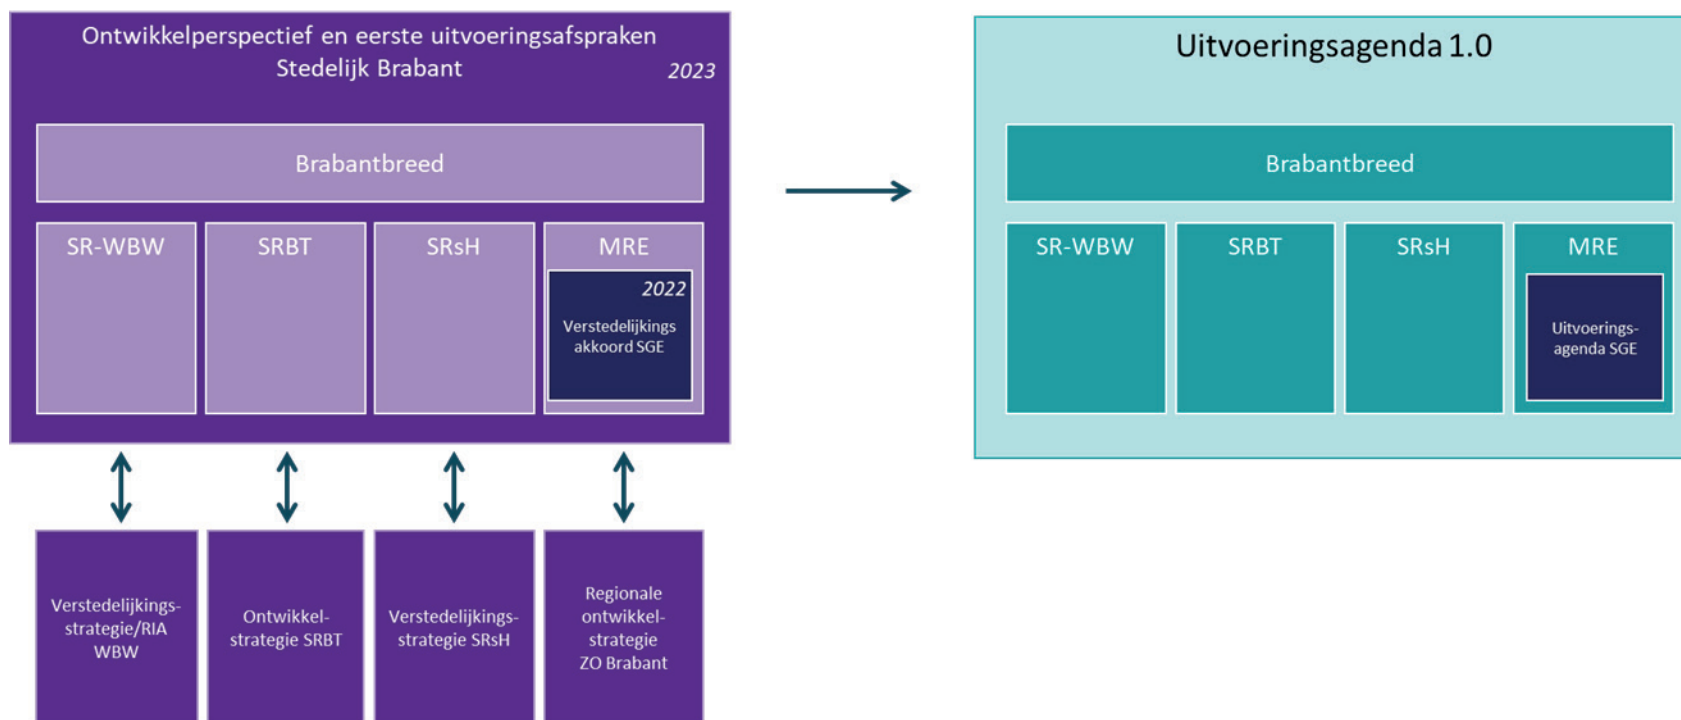 Ontwikkelperspectief en eerste uitvoeringsafspraken
Stedelijk Brabant
2023
Brabantbreed
SR-WBW
SRBT
SRsH
MRE
2022
Verstedelijkings
akkoord SGE
Verstedelijkings-
strategie/RIA
WBW
Ontwikkel-
strategie SRBT
Verstedelijkings-
strategie SRsH
Regionale
ontwikkel-
strategie
ZO Brabant
Uitvoeringsagenda 1.0
Brabantbreed
SR-WBW
SRBT
SRsH
MRE
Uitvoerings-
agenda SGE